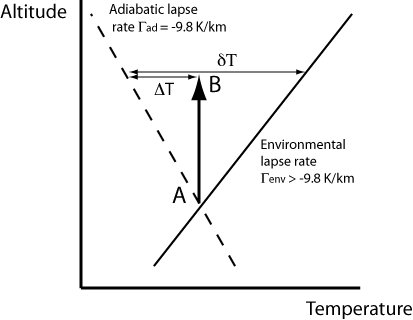 Altitude
Adiabatic lapse
rate Γad = -9.8 K/km
δT
ΔT
B
Environmental
lapse rate
Γenv > -9.8 K/km
A
Temperature